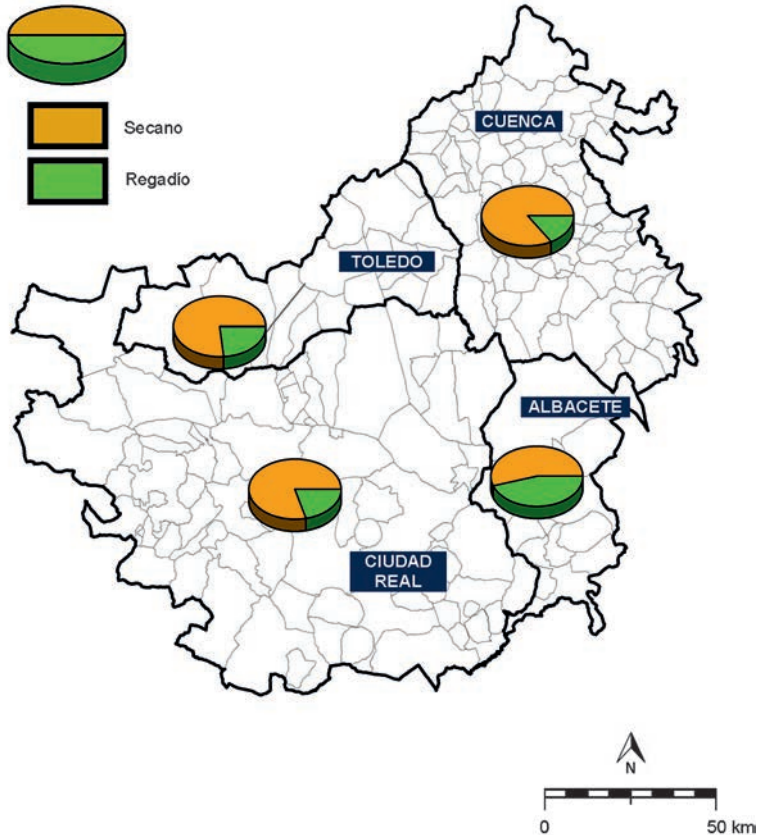 Secano
Regadío
CUENCA
TOLEDO
ALBACETE
CIUDAD
REAL
N
0 50 km